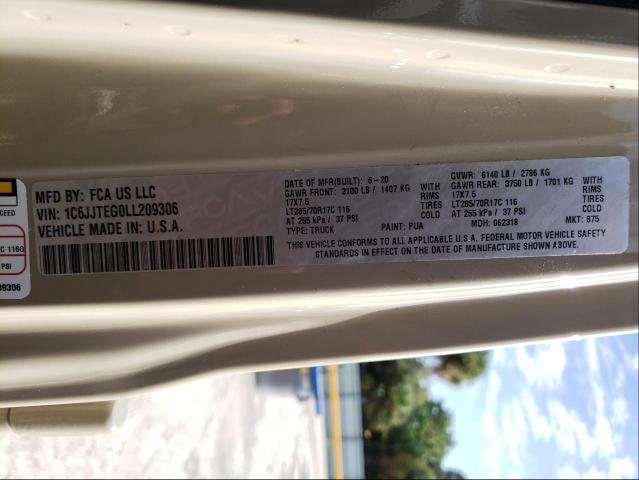 XCEED
C 116Q
PSI
09306
MFD BY: FCA US LLC
VIN: 1C6JJTEG0LL209306
VEHICLE MADE IN: U.S.A.
DATE OF MFR(BUILT): 6-20
GAWR FRONT: 3100 LB / 1407 KG WITH
17X7.5 RIMS
LT285/70R17C 116 TIRES
AT 255 kPa / 37 PSI COLD
TYPE: TRUCK PAINT: PUA
GVWR: 6140 LB / 2786 KG
GAWR REAR: 3750 LB / 1701 KG WITH
17X7.5 RIMS
LT285/70R17C 116 TIRES
AT 255 kPa / 37 PSI COLD
MDH: 062318 MKT: 875
THIS VEHICLE CONFORMS TO ALL APPLICABLE U.S.A. FEDERAL MOTOR VEHICLE SAFETY
STANDARDS IN EFFECT ON THE DATE OF MANUFACTURE SHOWN ABOVE.